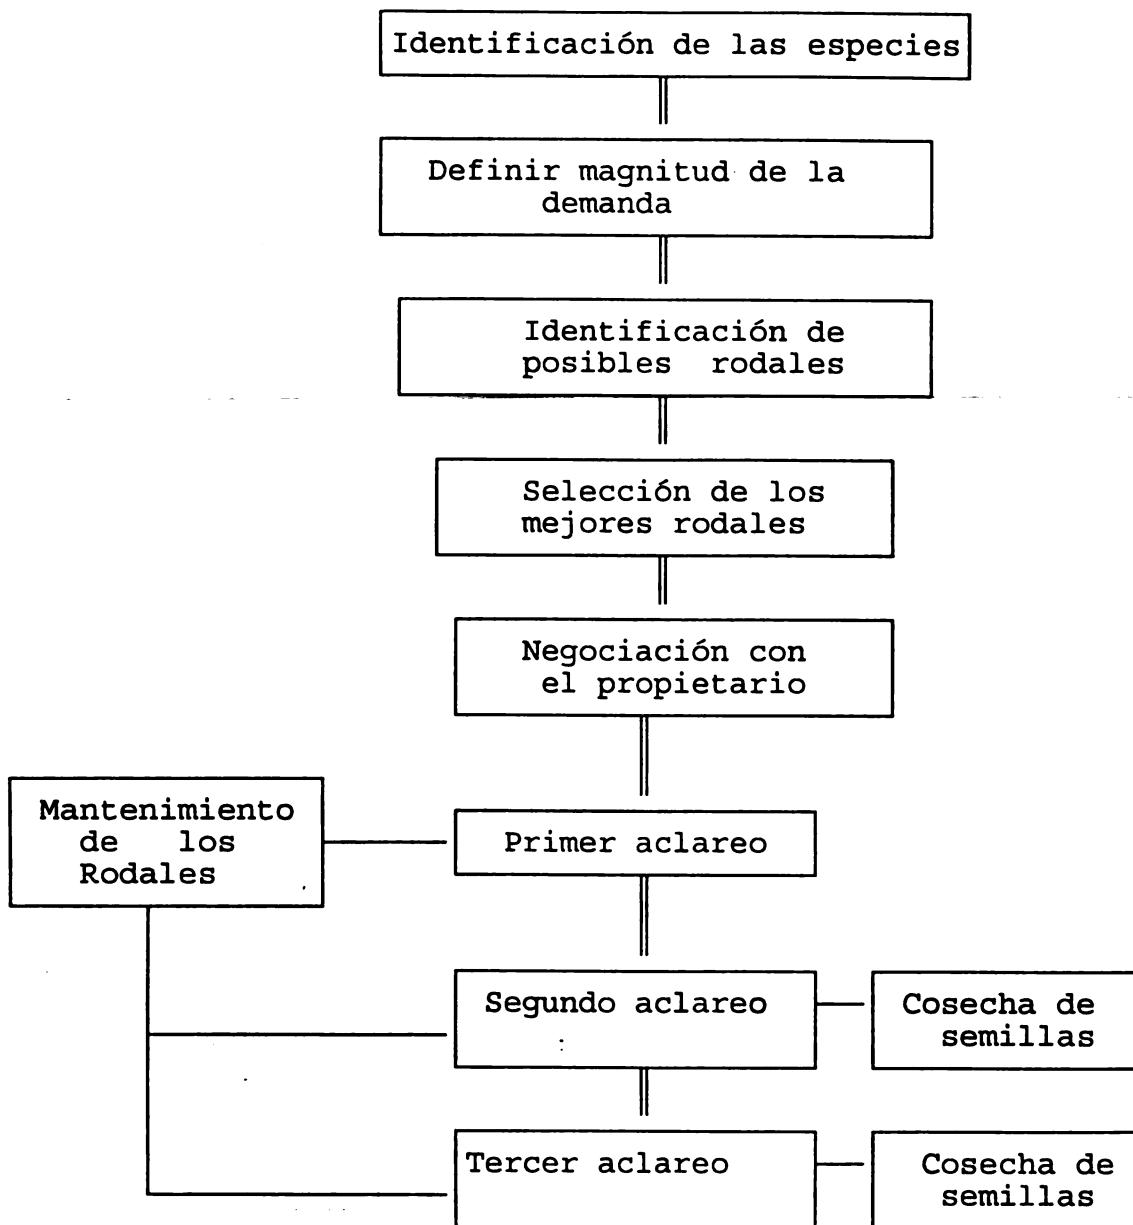 Identificación de las especies
Definir magnitud de la
demanda
Identificación de
posibles rodales
Selección de los
mejores rodales
Negociación con
el propietario
Mantenimiento
de los
Rodales
Primer aclareo
Segundo aclareo
Cosecha de
semillas
Tercer aclareo
Cosecha de
semillas